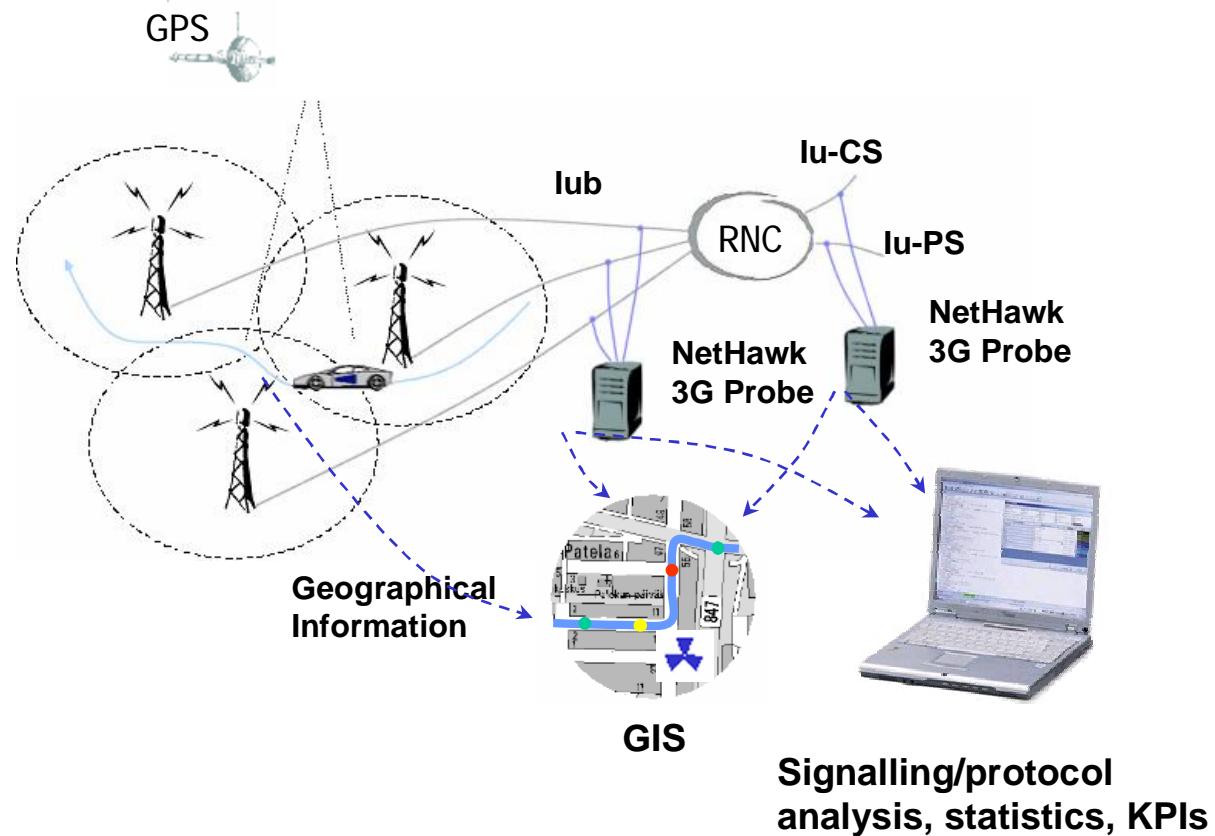 GPS
Iub
Iu-CS
RNC
Iu-PS
NetHawk
3G Probe
NetHawk
3G Probe
Patela
847
Geographical
Information
GIS
Signalling/protocol
analysis, statistics, KPIs